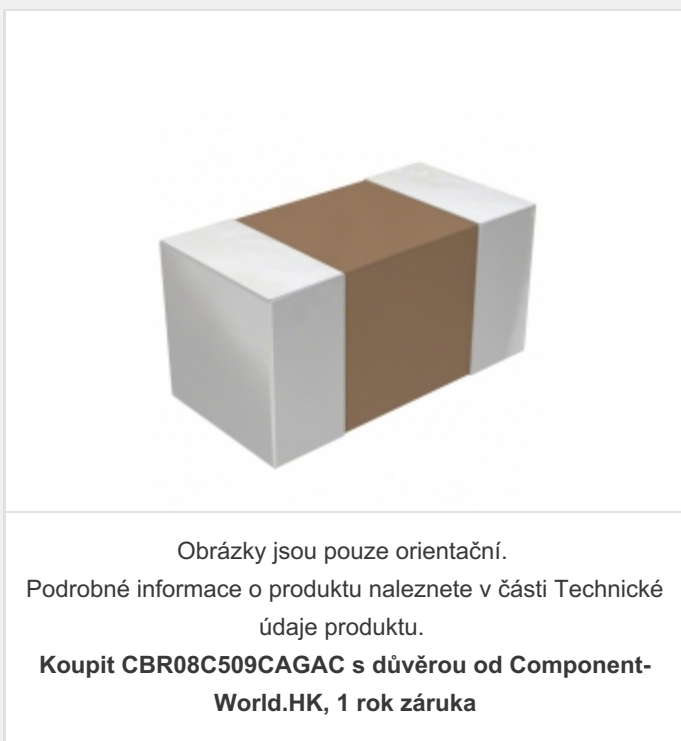 Obrázky jsou pouze orientační.
Podrobné informace o produktu naleznete v části Technické
údaje produktu.
Koupit CBR08C509CAGAC s důvěrou od Component-
World.HK, 1 rok záruka